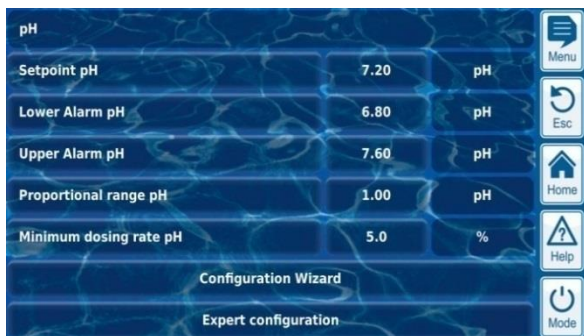 pH
Menu
Setpoint pH 7.20 pH
Lower Alarm pH 6.80 pH
Esc
Upper Alarm pH 7.60 pH
Home
Proportional range pH 1.00 pH
Minimum dosing rate pH 5.0 %
Help
Configuration Wizard
Expert configuration
Mode